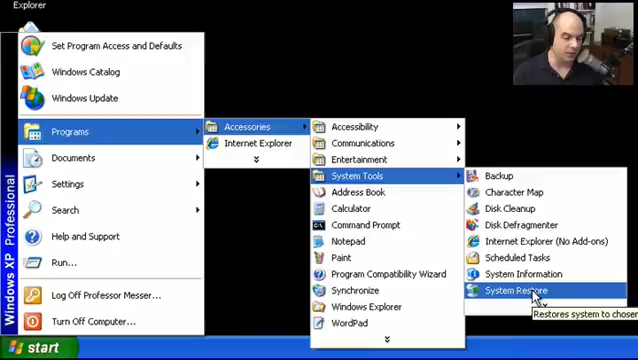 Explorer
Set Program Access and Defaults
Windows Catalog
Windows Update
Programs
Documents
Settings
Search
Help and Support
Run...
Log Off Professor Messer...
Turn Off Computer...
Windows XP Professional
start
Accessories
Internet Explorer
Accessibility
Communications
Entertainment
System Tools
Address Book
Calculator
Command Prompt
Notepad
Paint
Program Compatibility Wizard
Synchronize
Windows Explorer
WordPad
Backup
Character Map
Disk Cleanup
Disk Defragmenter
Internet Explorer (No Add-ons)
Scheduled Tasks
System Information
System Restore
Restores system to chosen